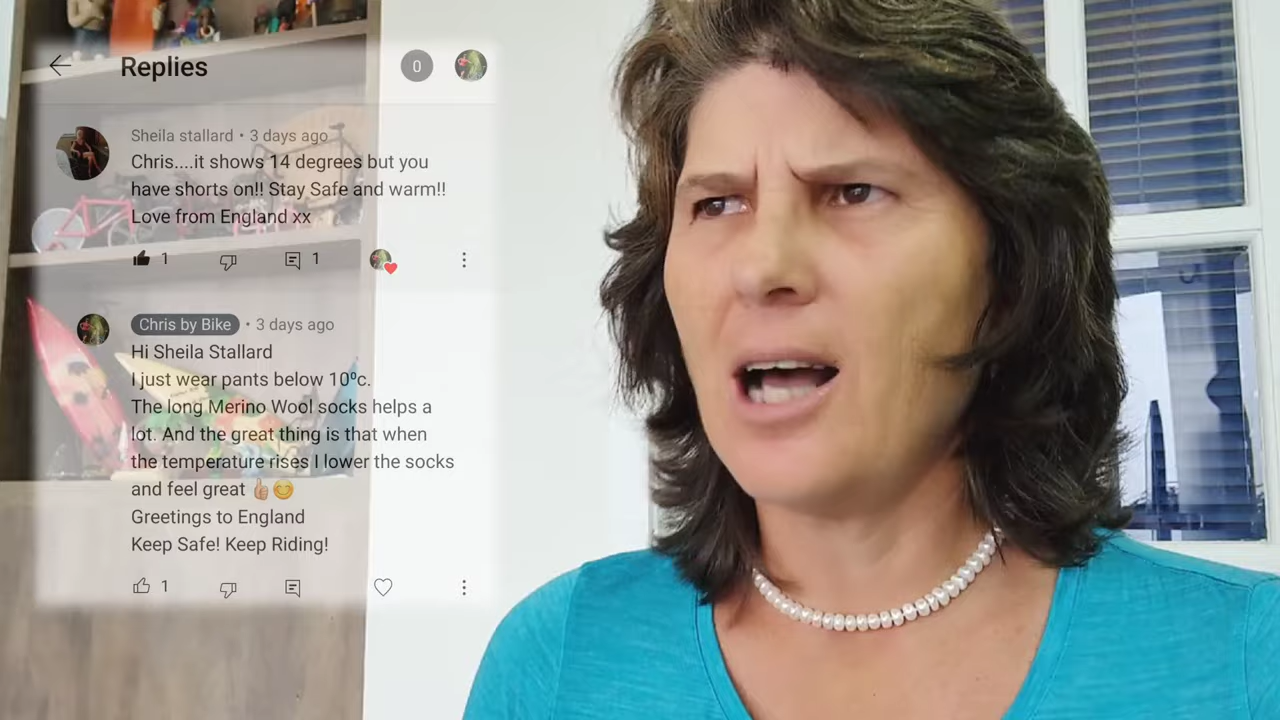 Replies
0
Sheila stallard • 3 days ago
Chris....it shows 14 degrees but you
have shorts on!! Stay Safe and warm!!
Love from England xx
1
1
Chris by Bike • 3 days ago
Hi Sheila Stallard
I just wear pants below 10ºc.
The long Merino Wool socks helps a
lot. And the great thing is that when
the temperature rises I lower the socks
and feel great 👍😊
Greetings to England
Keep Safe! Keep Riding!
1